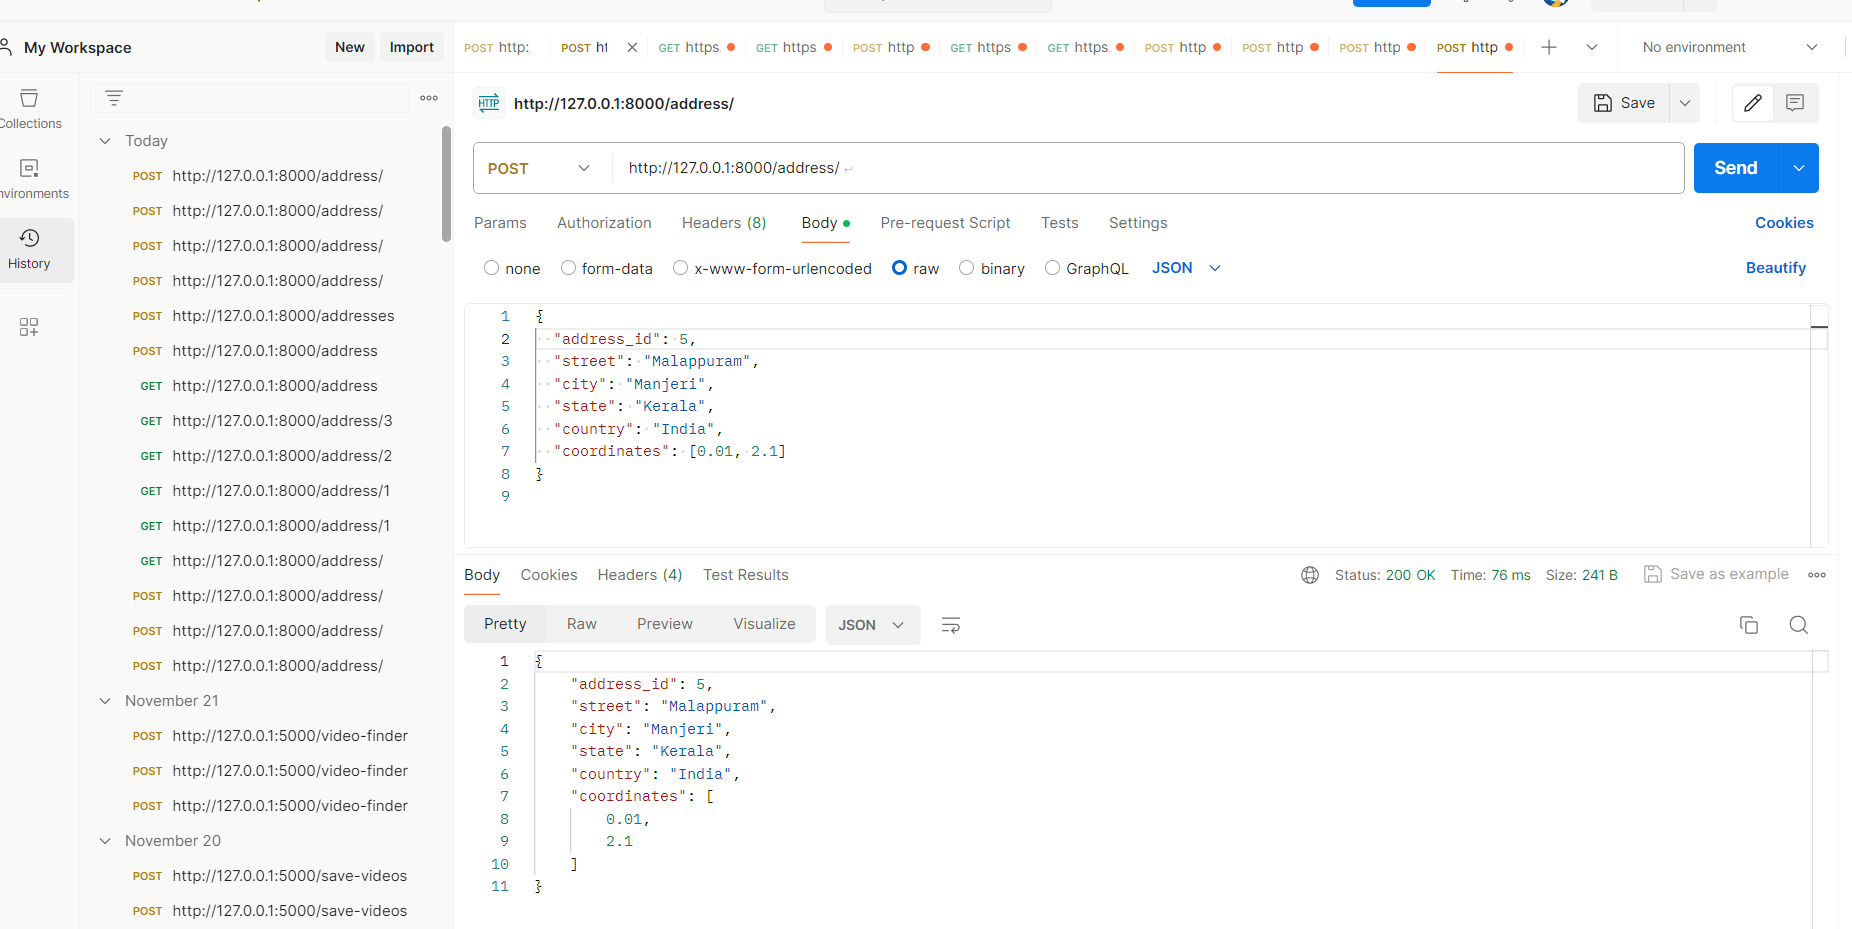 My Workspace
New
Import
POST http:
POST ht
GET https.
GET https
POST http
GET https
GET https.
POST http
POST http
POST http
POST http
No environment
Collections
nvironments
History
Today
POST http://127.0.0.1:8000/address/
POST http://127.0.0.1:8000/address/
POST http://127.0.0.1:8000/address/
POST http://127.0.0.1:8000/address/
POST http://127.0.0.1:8000/addresses
POST http://127.0.0.1:8000/address
GET http://127.0.0.1:8000/address
GET http://127.0.0.1:8000/address/3
GET http://127.0.0.1:8000/address/2
GET http://127.0.0.1:8000/address/1
GET http://127.0.0.1:8000/address/1
GET http://127.0.0.1:8000/address/
POST http://127.0.0.1:8000/address/
POST http://127.0.0.1:8000/address/
POST http://127.0.0.1:8000/address/
November 21
POST http://127.0.0.1:5000/video-finder
POST http://127.0.0.1:5000/video-finder
POST http://127.0.0.1:5000/video-finder
November 20
POST http://127.0.0.1:5000/save-videos
POST http://127.0.0.1:5000/save-videos
HTTP http://127.0.0.1:8000/address/
Save
POST http://127.0.0.1:8000/address/
Send
Params Authorization Headers (8) Body Pre-request Script Tests Settings Cookies
none form-data x-www-form-urlencoded raw binary GraphQL JSON Beautify
1 {
2 "address_id": 5,
3 "street": "Malappuram",
4 "city": "Manjeri",
5 "state": "Kerala",
6 "country": "India",
7 "coordinates": [0.01, 2.1]
8 }
9
Body Cookies Headers (4) Test Results Status: 200 OK Time: 76 ms Size: 241 B Save as example
Pretty Raw Preview Visualize JSON
1 {
2 "address_id": 5,
3 "street": "Malappuram",
4 "city": "Manjeri",
5 "state": "Kerala",
6 "country": "India",
7 "coordinates": [
8 0.01,
9 2.1
10 ]
11 }